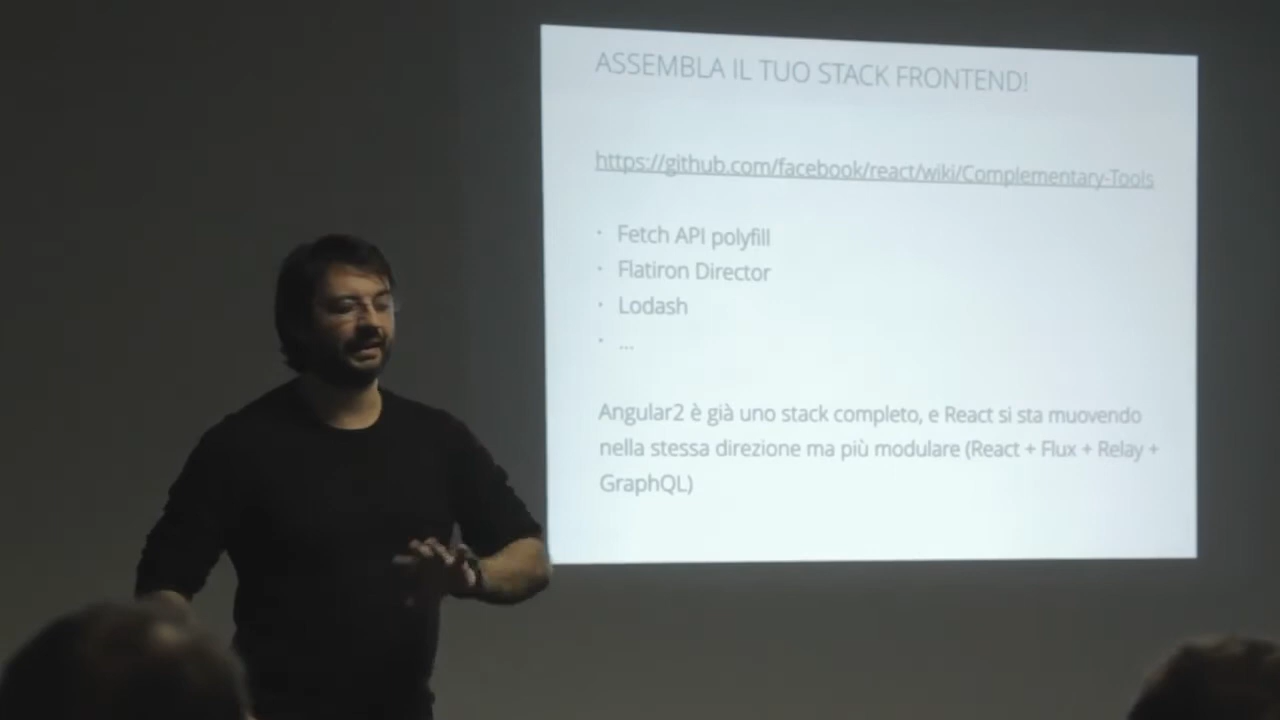 ASSEMBLA IL TUO STACK FRONTEND!
https://github.com/facebook/react/wiki/Complementary-Tools
· Fetch API polyfill
· Flatiron Director
· Lodash
· ...
Angular2 è già uno stack completo, e React si sta muovendo
nella stessa direzione ma più modulare (React + Flux + Relay +
GraphQL)